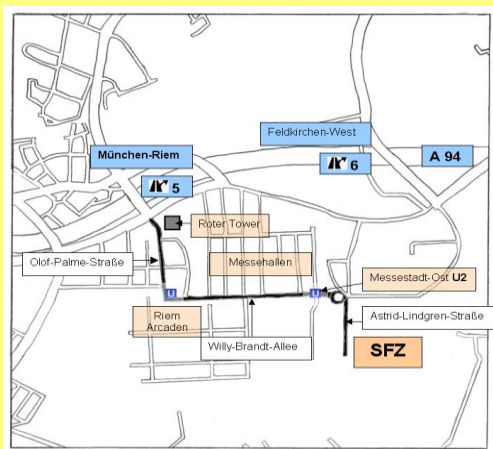 Feldkirchen-West
München-Riem
6
A 94
5
Roter Tower
Olof-Palme-Straße
Messehallen
Messestadt-Ost U2
U
U
Riem
Arcaden
Astrid-Lindgren-Straße
Willy-Brandt-Allee
SFZ